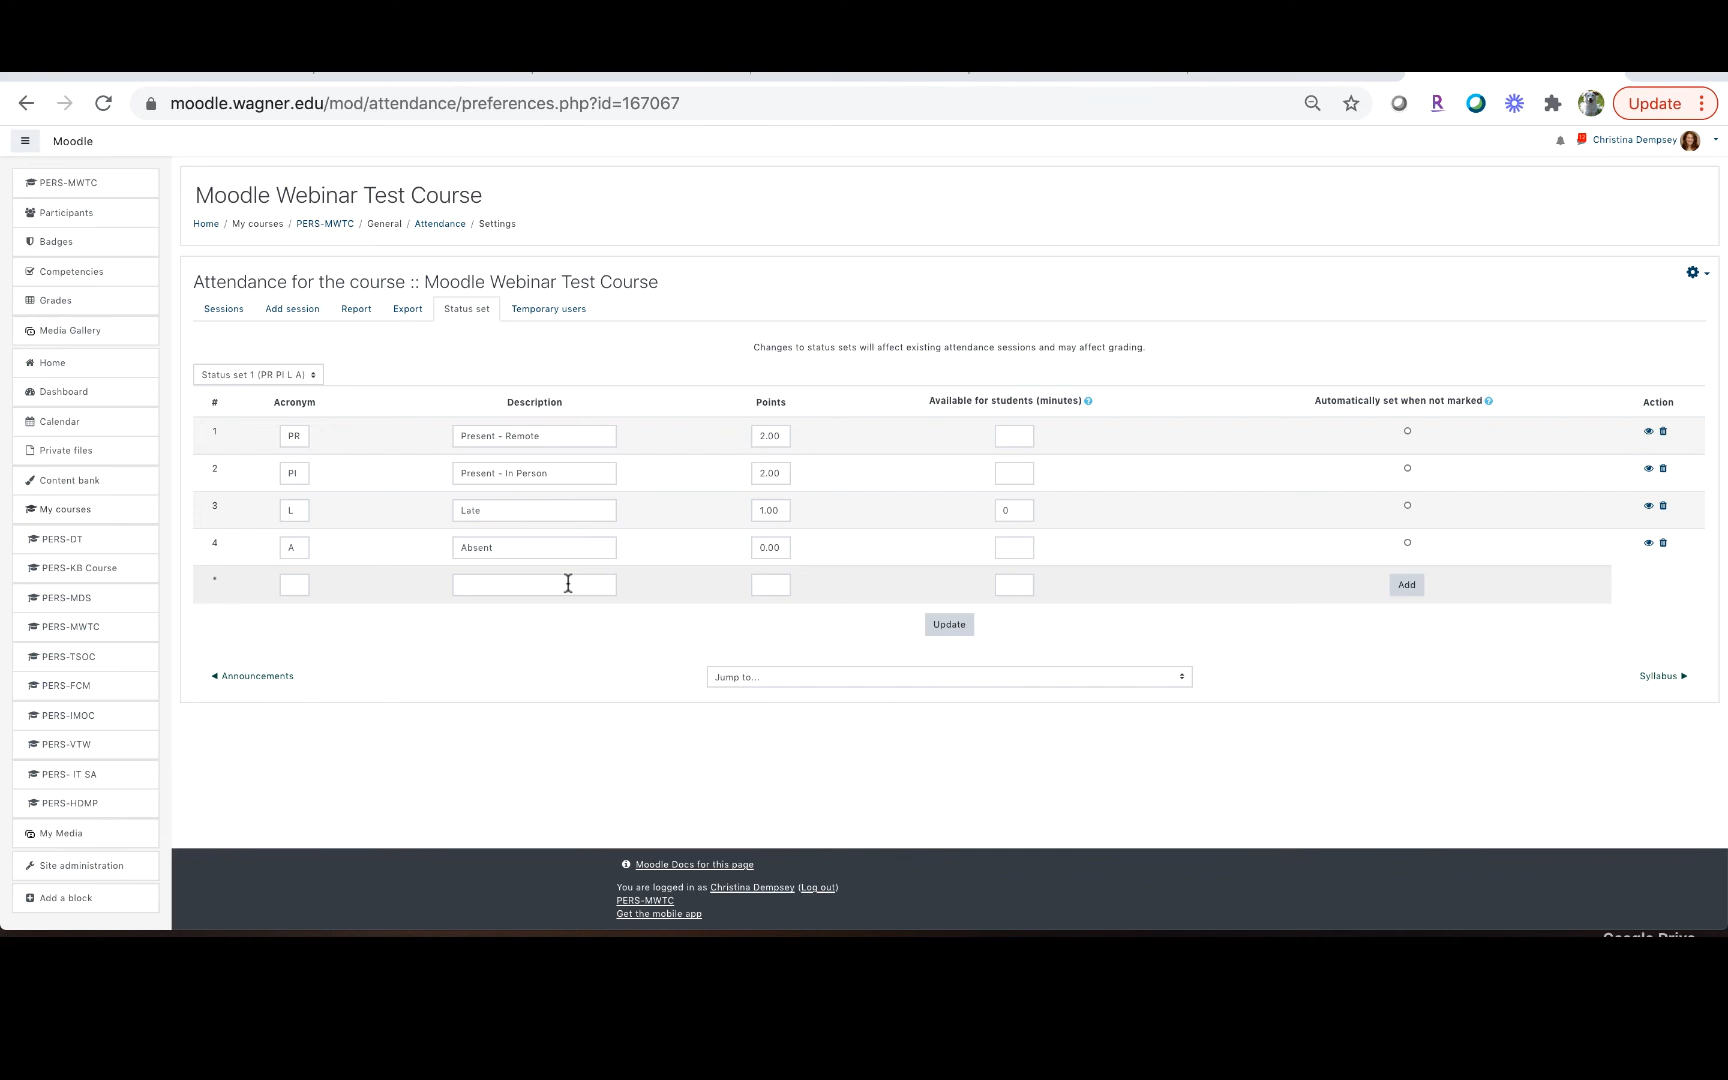 moodle.wagner.edu/mod/attendance/preferences.php?id=167067
R
Update
Moodle
Christina Dempsey
PERS-MWTC
Participants
Badges
Competencies
Grades
Media Gallery
Home
Dashboard
Calendar
Private files
Content bank
My courses
PERS-DT
PERS-KB Course
PERS-MDS
PERS-MWTC
PERS-TSOC
PERS-FCM
PERS-IMOC
PERS-VTW
PERS- IT SA
PERS-HDMP
My Media
Site administration
Add a block
Moodle Webinar Test Course
Home / My courses / PERS-MWTC / General / Attendance / Settings
Attendance for the course :: Moodle Webinar Test Course
Sessions Add session Report Export Status set Temporary users
Changes to status sets will affect existing attendance sessions and may affect grading.
Status set 1 (PR PI L A)
# Acronym Description Points Available for students (minutes) ? Automatically set when not marked ? Action
1 PR Present - Remote 2.00
2 PI Present - In Person 2.00
3 L Late 1.00 0
4 A Absent 0.00
* Add
Update
◀ Announcements Jump to... Syllabus ▶
Moodle Docs for this page
You are logged in as Christina Dempsey (Log out)
PERS-MWTC
Get the mobile app